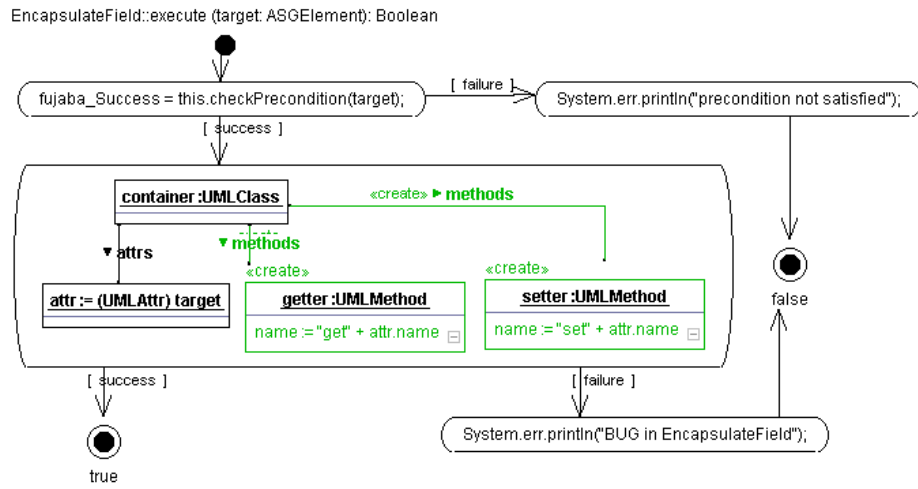 EncapsulateField::execute (target: ASGElement): Boolean
[ failure ]
fujaba_Success = this.checkPrecondition(target);
System.err.println("precondition not satisfied");
[ success ]
container :UMLClass
«create» ► methods
▼ attrs
▼ methods
«create»
«create»
attr := (UMLAttr) target
getter :UMLMethod
name := "get" + attr.name
setter :UMLMethod
name := "set" + attr.name
false
[ success ]
[ failure ]
System.err.println("BUG in EncapsulateField");
true